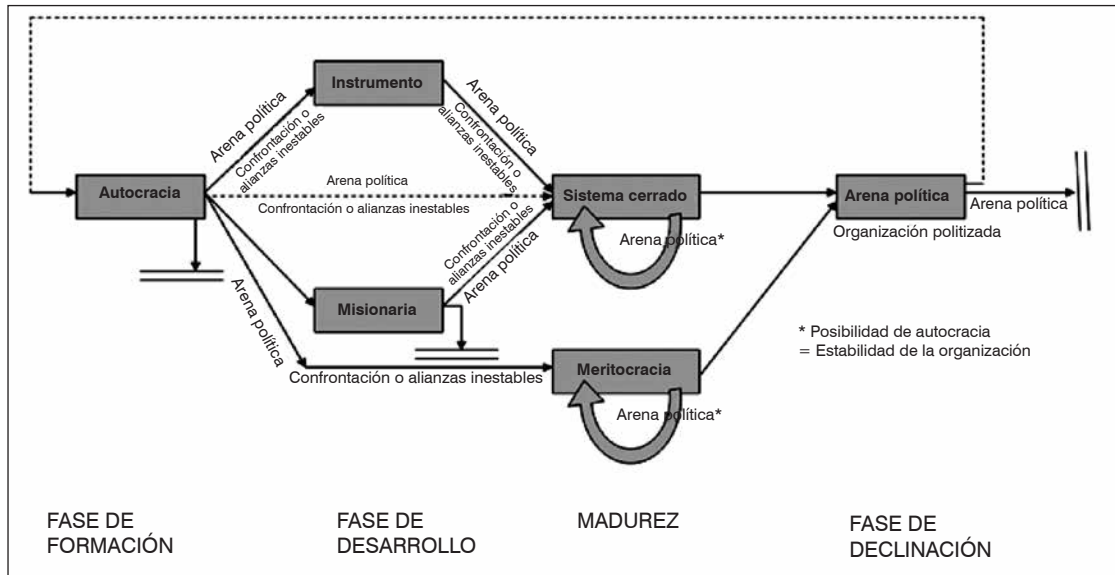 Instrumento
Arena política
Confrontación o
alianzas inestables
Arena política
Confrontación o
alianzas inestables
Autocracia
Arena política
Confrontación o alianzas inestables
Sistema cerrado
Arena política*
Arena política
Organización politizada
Arena política
Confrontación o
alianzas inestables
Arena política
Misionaria
Arena política
Confrontación o alianzas inestables
Meritocracia
Arena política*
* Posibilidad de autocracia
= Estabilidad de la organización
FASE DE
FORMACIÓN
FASE DE
DESARROLLO
MADUREZ
FASE DE
DECLINACIÓN